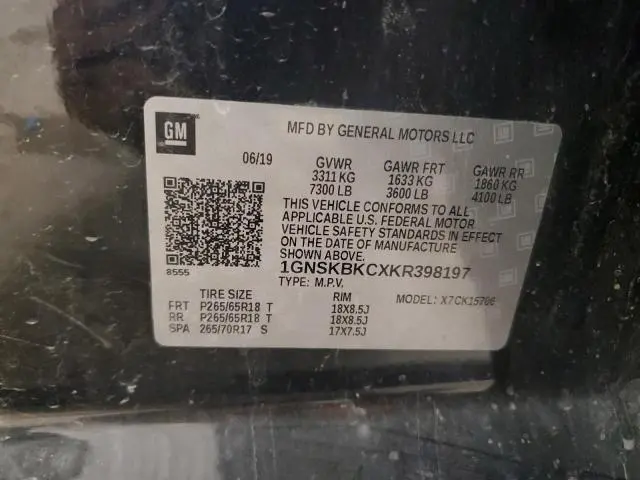 GM
MFD BY GENERAL MOTORS LLC
06/19 GVWR GAWR FRT GAWR RR
3311 KG 1633 KG 1860 KG
7300 LB 3600 LB 4100 LB
THIS VEHICLE CONFORMS TO ALL
APPLICABLE U.S. FEDERAL MOTOR
VEHICLE SAFETY STANDARDS IN EFFECT
ON THE DATE OF MANUFACTURE
SHOWN ABOVE.
8555
1GNSKBKCXKR398197
TYPE: M.P.V.
TIRE SIZE RIM MODEL: X7CK15706
FRT P265/65R18 T 18X8.5J
RR P265/65R18 T 18X8.5J
SPA 265/70R17 S 17X7.5J